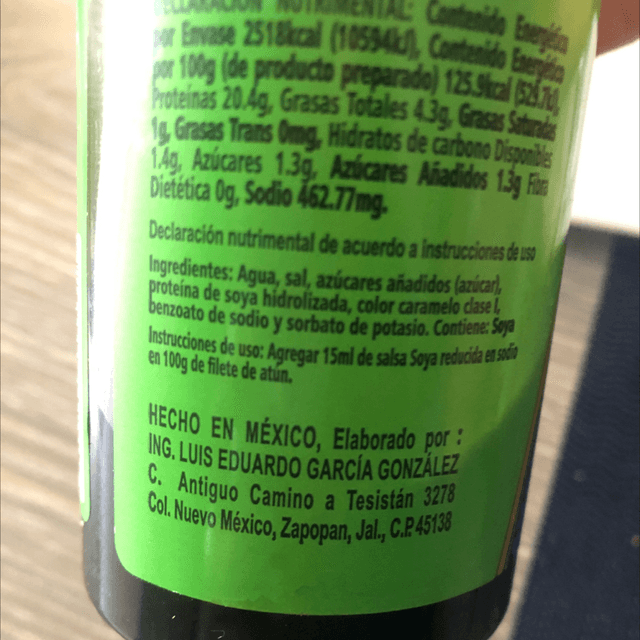 DECLARACIÓN NUTRIMENTAL: Contenido Energético
por Envase 2518kcal (10594kJ), Contenido Energético
por 100g (de producto preparado) 125.9kcal (525.7kJ),
Proteínas 20.4g, Grasas Totales 4.3g, Grasas Saturadas
1g, Grasas Trans 0mg, Hidratos de carbono Disponibles
1.4g, Azúcares 1.3g, Azúcares Añadidos 1.3g Fibra
Dietética 0g, Sodio 462.77mg.
Declaración nutrimental de acuerdo a instrucciones de uso
Ingredientes: Agua, sal, azúcares añadidos (azúcar),
proteína de soya hidrolizada, color caramelo clase I,
benzoato de sodio y sorbato de potasio. Contiene: Soya
Instrucciones de uso: Agregar 15ml de salsa Soya reducida en sodio
en 100g de filete de atún.
HECHO EN MÉXICO, Elaborado por :
ING. LUIS EDUARDO GARCÍA GONZÁLEZ
C. Antiguo Camino a Tesistán 3278
Col. Nuevo México, Zapopan, Jal., C.P.45138